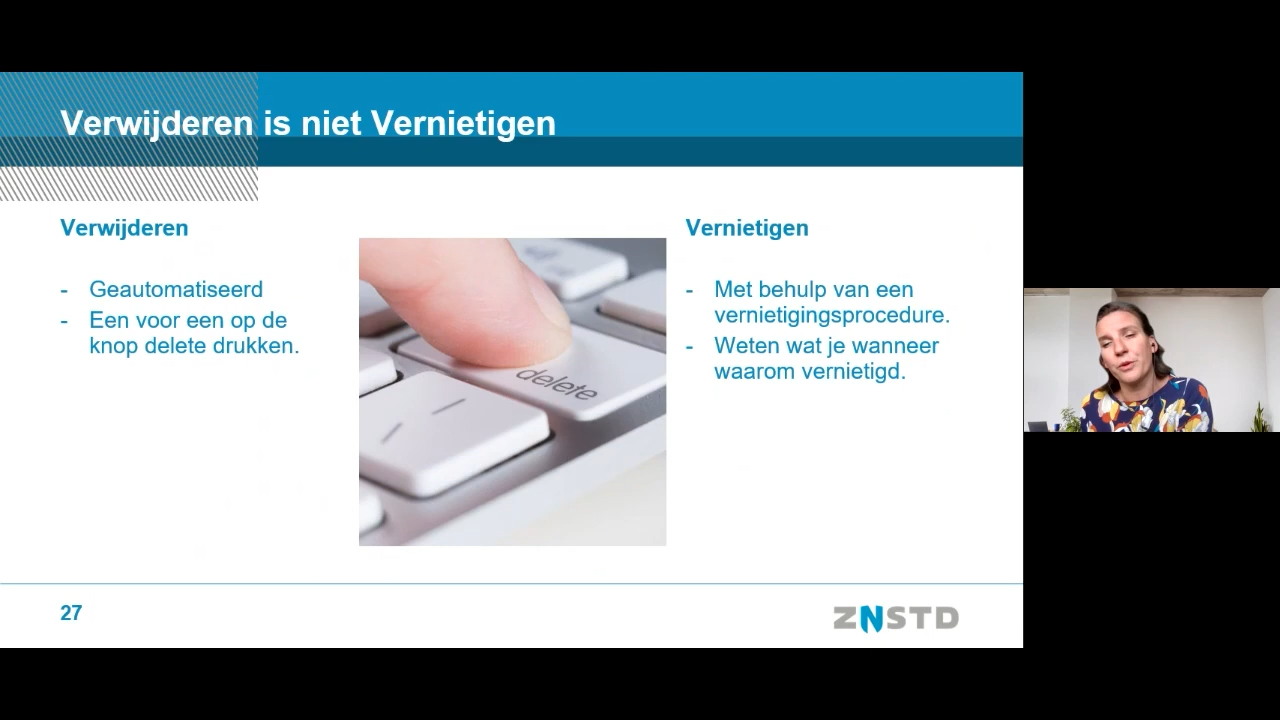 Verwijderen is niet Vernietigen
Verwijderen
- Geautomatiseerd
- Een voor een op de
knop delete drukken.
delete
Vernietigen
- Met behulp van een
vernietigingsprocedure.
- Weten wat je wanneer
waarom vernietigd.
27
ZNSTD